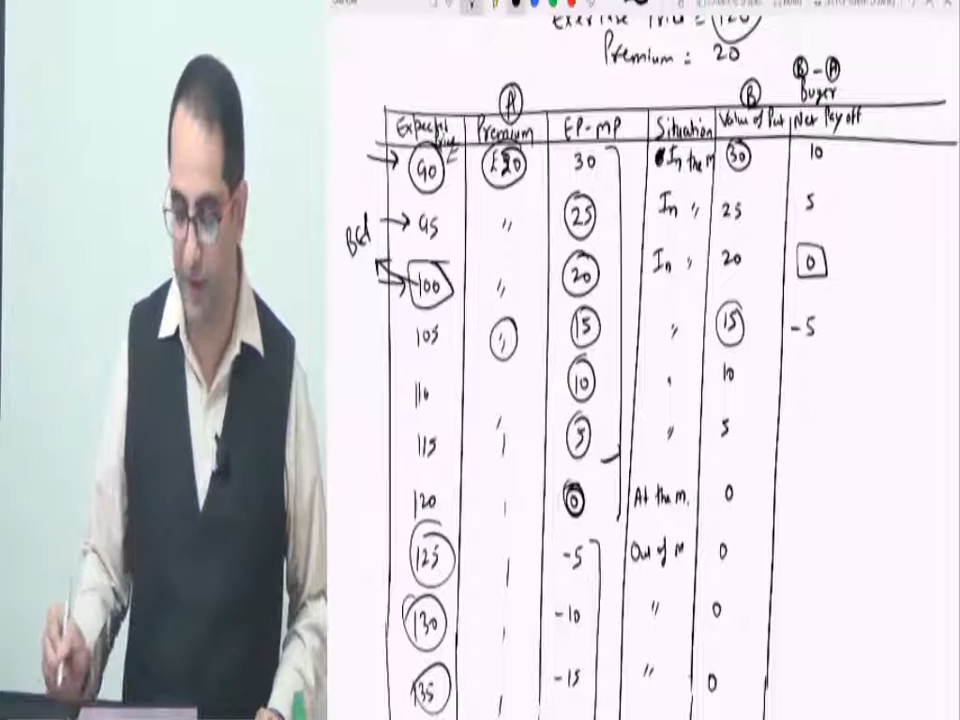 Exercise Price = 120
Premium = 20
Ⓑ - Ⓐ
Ⓐ Ⓑ Buyer
Premium EP-MP Situation Value of Put Net Pay off
90 £20 30 In the m 30 10
95 " 25 In " 25 5
100 " 20 In " 20 0
105 " 15 " 15 -5
110 10 10
115 " 5 " 5
120 0 At the m. 0
125 -5 Out of m 0
130 -10 " 0
135 -15 " 0